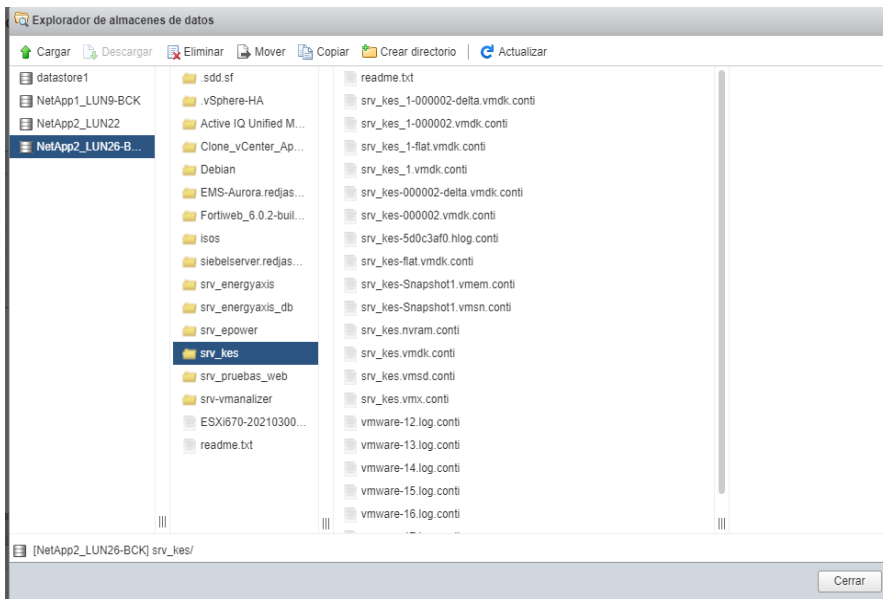 Explorador de almacenes de datos
Cargar Descargar Eliminar Mover Copiar Crear directorio Actualizar
datastore1
NetApp1_LUN9-BCK
NetApp2_LUN22
NetApp2_LUN26-B...
.sdd.sf
.vSphere-HA
Active IQ Unified M...
Clone_vCenter_Ap...
Debian
EMS-Aurora.redjas...
Fortiweb_6.0.2-buil...
isos
siebelserver.redjas...
srv_energyaxis
srv_energyaxis_db
srv_epower
srv_kes
srv_pruebas_web
srv-vmanalizer
ESXi670-20210300...
readme.txt
readme.txt
srv_kes_1-000002-delta.vmdk.conti
srv_kes_1-000002.vmdk.conti
srv_kes_1-flat.vmdk.conti
srv_kes_1.vmdk.conti
srv_kes-000002-delta.vmdk.conti
srv_kes-000002.vmdk.conti
srv_kes-5d0c3af0.hlog.conti
srv_kes-flat.vmdk.conti
srv_kes-Snapshot1.vmem.conti
srv_kes-Snapshot1.vmsn.conti
srv_kes.nvram.conti
srv_kes.vmdk.conti
srv_kes.vmsd.conti
srv_kes.vmx.conti
vmware-12.log.conti
vmware-13.log.conti
vmware-14.log.conti
vmware-15.log.conti
vmware-16.log.conti
[NetApp2_LUN26-BCK] srv_kes/
Cerrar